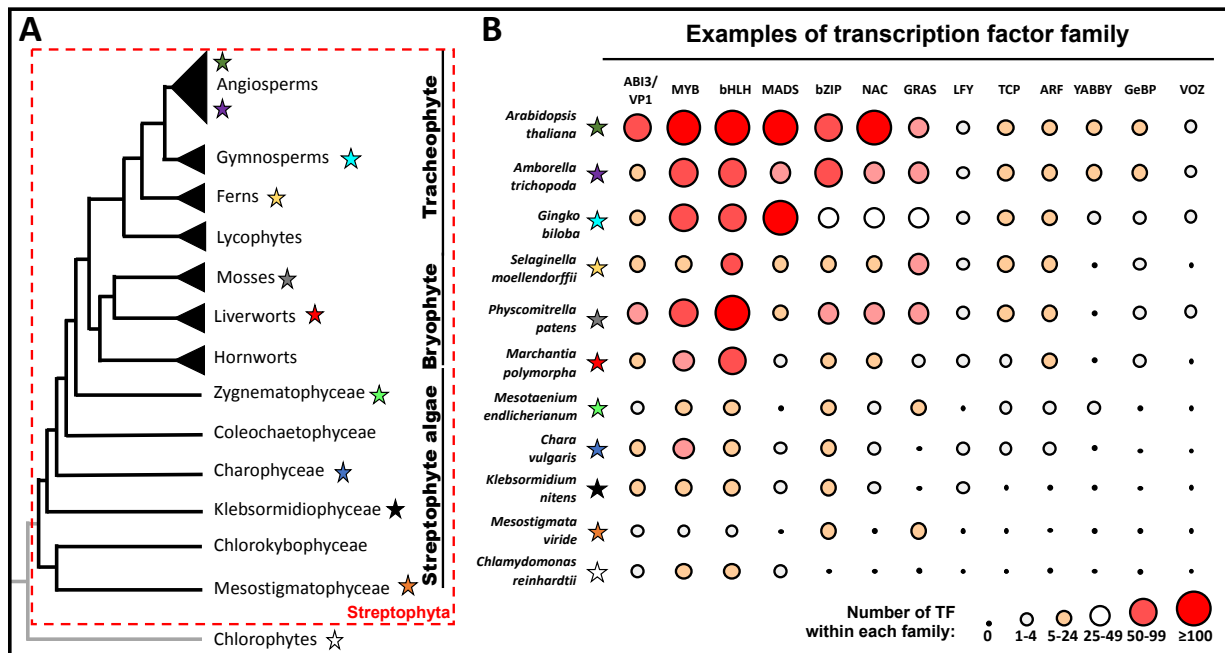 A
Angiosperms
Gymnosperms
Ferns
Lycophytes
Mosses
Liverworts
Hornworts
Zygnematophyceae
Coleochaetophyceae
Charophyceae
Klebsormidiophyceae
Chlorokybophyceae
Mesostigmatophyceae
Streptophyta
Chlorophytes
Tracheophyte
Bryophyte
Streptophyte algae
B
Examples of transcription factor family
ABI3/
VP1
MYB bHLH MADS bZIP NAC GRAS LFY TCP ARF YABBY GeBP VOZ
Arabidopsis
thaliana
Amborella
trichopoda
Gingko
biloba
Selaginella
moellendorffii
Physcomitrella
patens
Marchantia
polymorpha
Mesotaenium
endlicherianum
Chara
vulgaris
Klebsormidium
nitens
Mesostigmata
viride
Chlamydomonas
reinhardtii
Number of TF
within each family:
0 1-4 5-24 25-49 50-99 ≥100